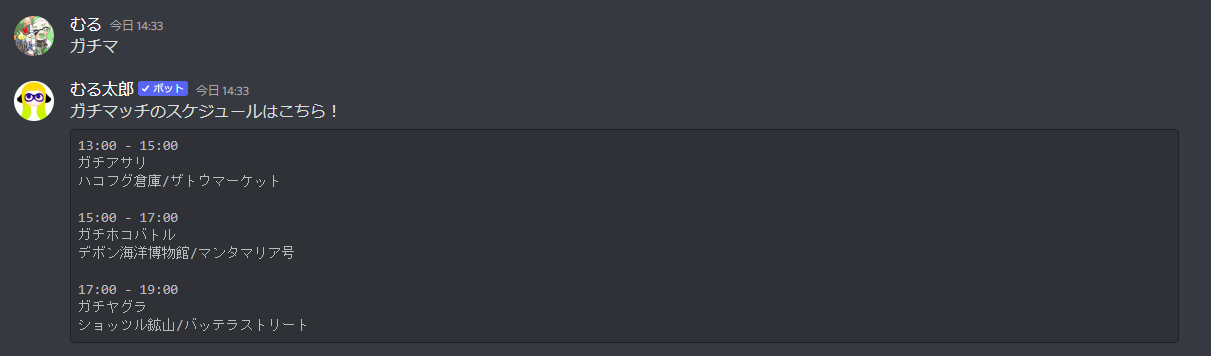 むる 今日 14:33
ガチマ
むる太郎 ✓ ボット 今日 14:33
ガチマッチのスケジュールはこちら！
13:00 - 15:00
ガチアサリ
ハコフグ倉庫/ザトウマーケット
15:00 - 17:00
ガチホコバトル
デボン海洋博物館/マンタマリア号
17:00 - 19:00
ガチヤグラ
ショッツル鉱山/バッテラストリート